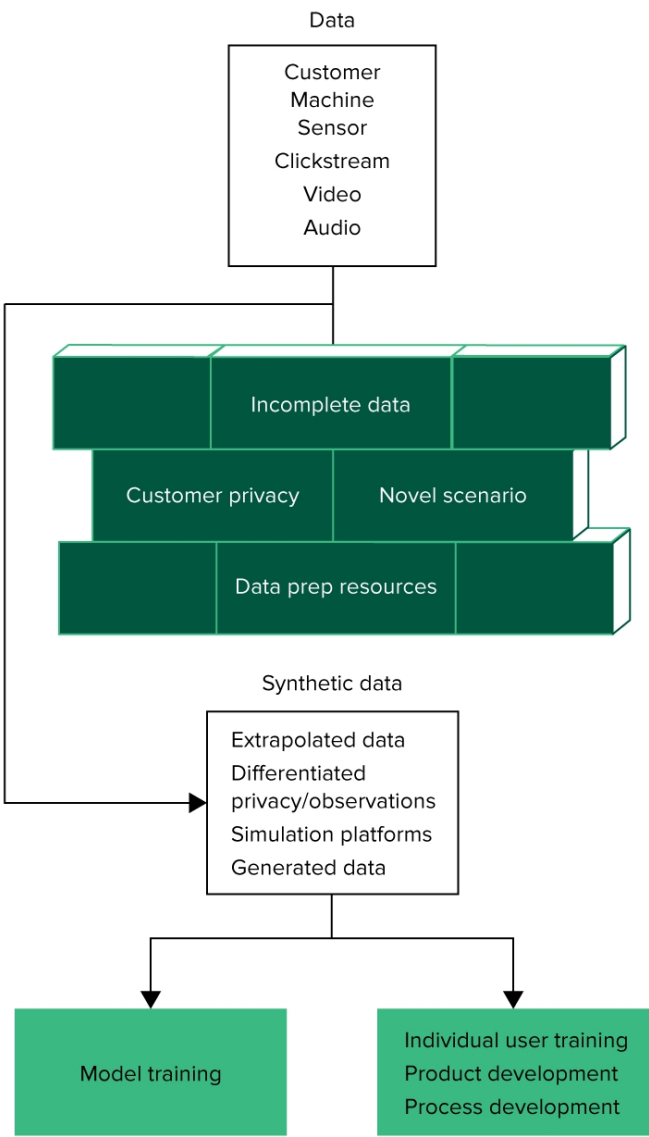 Data
Customer
Machine
Sensor
Clickstream
Video
Audio
Incomplete data
Customer privacy
Novel scenario
Data prep resources
Synthetic data
Extrapolated data
Differentiated
privacy/observations
Simulation platforms
Generated data
Model training
Individual user training
Product development
Process development